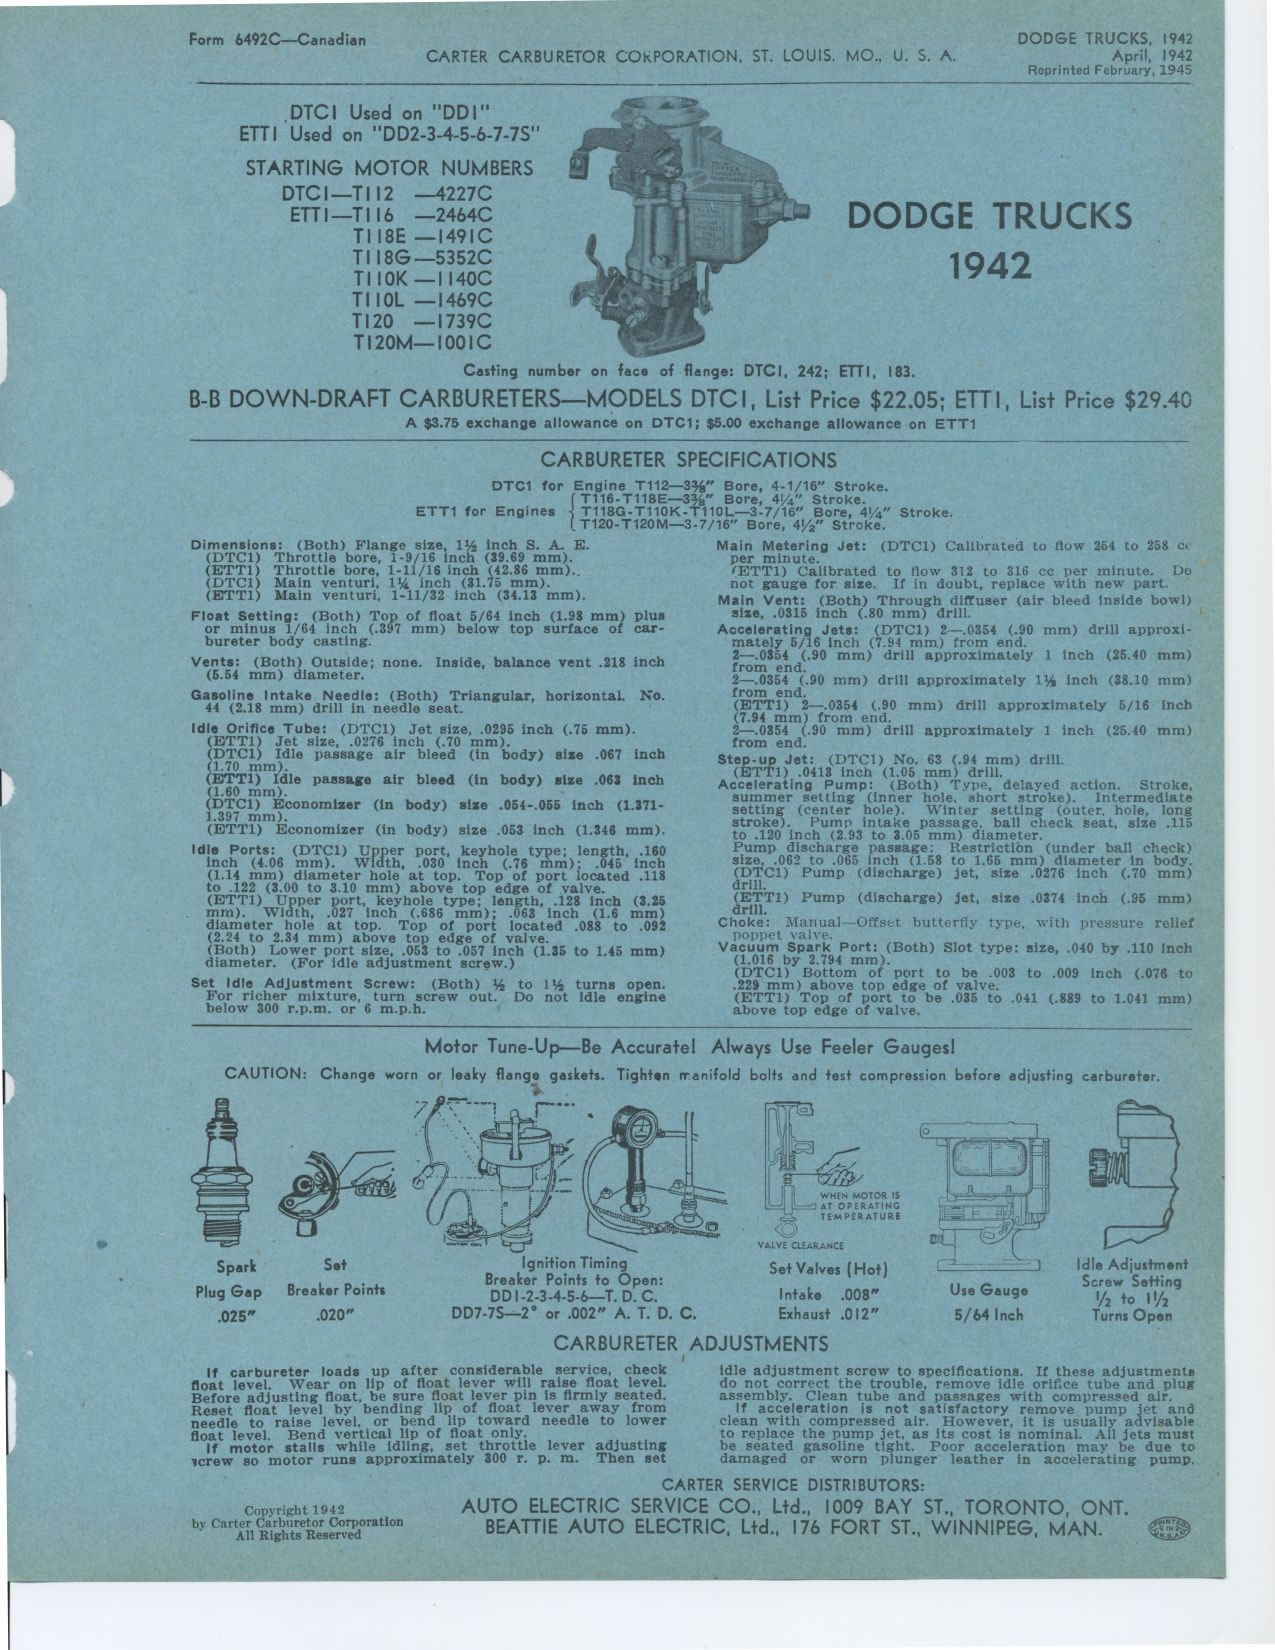 Form 6492C—Canadian
DODGE TRUCKS, 1942
April, 1942
Reprinted February, 1945
CARTER CARBURETOR CORPORATION, ST. LOUIS, MO., U. S. A.
DTC1 Used on "DD1"
ETT1 Used on "DD2-3-4-5-6-7-7S"
STARTING MOTOR NUMBERS
DTC1—T112 —4227C
ETT1—T116 —2464C
T118E —1491C
T118G—5352C
T110K —1140C
T110L —1469C
T120 —1739C
T120M—1001C
DODGE TRUCKS
1942
Casting number on face of flange: DTC1, 242; ETT1, 183.
B-B DOWN-DRAFT CARBURETERS—MODELS DTC1, List Price $22.05; ETT1, List Price $29.40
A $3.75 exchange allowance on DTC1; $5.00 exchange allowance on ETT1
CARBURETER SPECIFICATIONS
DTC1 for Engine T112—3⅜" Bore, 4-1/16" Stroke.
T116-T118E—3⅜" Bore, 4¼" Stroke.
ETT1 for Engines T118G-T110K-T110L—3-7/16" Bore, 4¼" Stroke.
T120-T120M—3-7/16" Bore, 4½" Stroke.
Dimensions: (Both) Flange size, 1½ inch S. A. E.
(DTC1) Throttle bore, 1-9/16 inch (39.69 mm).
(ETT1) Throttle bore, 1-11/16 inch (42.86 mm)..
(DTC1) Main venturi, 1¼ inch (31.75 mm).
(ETT1) Main venturi, 1-11/32 inch (34.13 mm).
Float Setting: (Both) Top of float 5/64 inch (1.98 mm) plus
or minus 1/64 inch (.397 mm) below top surface of car-
bureter body casting.
Vents: (Both) Outside; none. Inside, balance vent .218 inch
(5.54 mm) diameter.
Gasoline Intake Needle: (Both) Triangular, horizontal. No.
44 (2.18 mm) drill in needle seat.
Idle Orifice Tube: (DTC1) Jet size, .0295 inch (.75 mm).
(ETT1) Jet size, .0276 inch (.70 mm).
(DTC1) Idle passage air bleed (in body) size .067 inch
(1.70 mm).
(ETT1) Idle passage air bleed (in body) size .063 inch
(1.60 mm).
(DTC1) Economizer (in body) size .054-.055 inch (1.371-
1.397 mm).
(ETT1) Economizer (in body) size .053 inch (1.346 mm).
Idle Ports: (DTC1) Upper port, keyhole type; length, .160
inch (4.06 mm). Width, .030 inch (.76 mm); .045 inch
(1.14 mm) diameter hole at top. Top of port located .118
to .122 (3.00 to 3.10 mm) above top edge of valve.
(ETT1) Upper port, keyhole type; length, .128 inch (3.25
mm). Width, .027 inch (.686 mm); .063 inch (1.6 mm)
diameter hole at top. Top of port located .088 to .092
(2.24 to 2.34 mm) above top edge of valve.
(Both) Lower port size, .053 to .057 inch (1.35 to 1.45 mm)
diameter. (For idle adjustment screw.)
Set Idle Adjustment Screw: (Both) ½ to 1½ turns open.
For richer mixture, turn screw out. Do not idle engine
below 300 r.p.m. or 6 m.p.h.
Main Metering Jet: (DTC1) Calibrated to flow 254 to 258 cc
per minute.
(ETT1) Calibrated to flow 312 to 316 cc per minute. Do
not gauge for size. If in doubt, replace with new part.
Main Vent: (Both) Through diffuser (air bleed inside bowl)
size, .0315 inch (.80 mm) drill.
Accelerating Jets: (DTC1) 2—.0354 (.90 mm) drill approxi-
mately 5/16 inch (7.94 mm) from end.
2—.0354 (.90 mm) drill approximately 1 inch (25.40 mm)
from end.
2—.0354 (.90 mm) drill approximately 1½ inch (38.10 mm)
from end.
(ETT1) 2—.0354 (.90 mm) drill approximately 5/16 inch
(7.94 mm) from end.
2—.0354 (.90 mm) drill approximately 1 inch (25.40 mm)
from end.
Step-up Jet: (DTC1) No. 63 (.94 mm) drill.
(ETT1) .0413 inch (1.05 mm) drill.
Accelerating Pump: (Both) Type, delayed action. Stroke,
summer setting (inner hole, short stroke). Intermediate
setting (center hole). Winter setting (outer, hole, long
stroke). Pump intake passage, ball check seat, size .115
to .120 inch (2.93 to 3.05 mm) diameter.
Pump discharge passage: Restriction (under ball check)
size, .062 to .065 inch (1.58 to 1.65 mm) diameter in body.
(DTC1) Pump (discharge) jet, size .0276 inch (.70 mm)
drill.
(ETT1) Pump (discharge) jet, size .0374 inch (.95 mm)
drill.
Choke: Manual—Offset butterfly type, with pressure relief
poppet valve.
Vacuum Spark Port: (Both) Slot type: size, .040 by .110 inch
(1.016 by 2.794 mm).
(DTC1) Bottom of port to be .003 to .009 inch (.076 to
.229 mm) above top edge of valve.
(ETT1) Top of port to be .035 to .041 (.889 to 1.041 mm)
above top edge of valve.
Motor Tune-Up—Be Accurate! Always Use Feeler Gauges!
CAUTION: Change worn or leaky flange gaskets. Tighten manifold bolts and test compression before adjusting carbureter.
WHEN MOTOR IS
AT OPERATING
TEMPERATURE
VALVE CLEARANCE
Spark
Plug Gap
.025"
Set
Breaker Points
.020"
Ignition Timing
Breaker Points to Open:
DD1-2-3-4-5-6—T. D. C.
DD7-7S—2° or .002" A. T. D. C.
Set Valves (Hot)
Intake .008"
Exhaust .012"
Use Gauge
5/64 Inch
Idle Adjustment
Screw Setting
½ to 1½
Turns Open
CARBURETER ADJUSTMENTS
If carbureter loads up after considerable service, check
float level. Wear on lip of float lever will raise float level.
Before adjusting float, be sure float lever pin is firmly seated.
Reset float level by bending lip of float lever away from
needle to raise level, or bend lip toward needle to lower
float level. Bend vertical lip of float only.
If motor stalls while idling, set throttle lever adjusting
screw so motor runs approximately 300 r. p. m. Then set
idle adjustment screw to specifications. If these adjustments
do not correct the trouble, remove idle orifice tube and plug
assembly. Clean tube and passages with compressed air.
If acceleration is not satisfactory remove pump jet and
clean with compressed air. However, it is usually advisable
to replace the pump jet, as its cost is nominal. All jets must
be seated gasoline tight. Poor acceleration may be due to
damaged or worn plunger leather in accelerating pump.
CARTER SERVICE DISTRIBUTORS:
AUTO ELECTRIC SERVICE CO., Ltd., 1009 BAY ST., TORONTO, ONT.
BEATTIE AUTO ELECTRIC, Ltd., 176 FORT ST., WINNIPEG, MAN.
Copyright 1942
by Carter Carburetor Corporation
All Rights Reserved
PRINTED
IN
U.S.A.